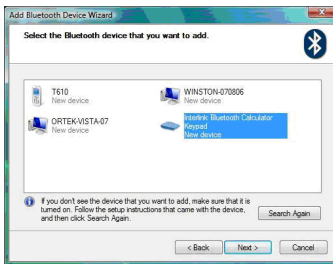 Add Bluetooth Device Wizard
Select the Bluetooth device that you want to add.
T610
New device
WINSTON-070806
New device
ORTEK-VISTA-07
New device
Interlink Bluetooth Calculator
Keypad
New device
If you don't see the device that you want to add, make sure that it is
turned on. Follow the setup instructions that came with the device,
and then click Search Again.
Search Again
< Back
Next >
Cancel